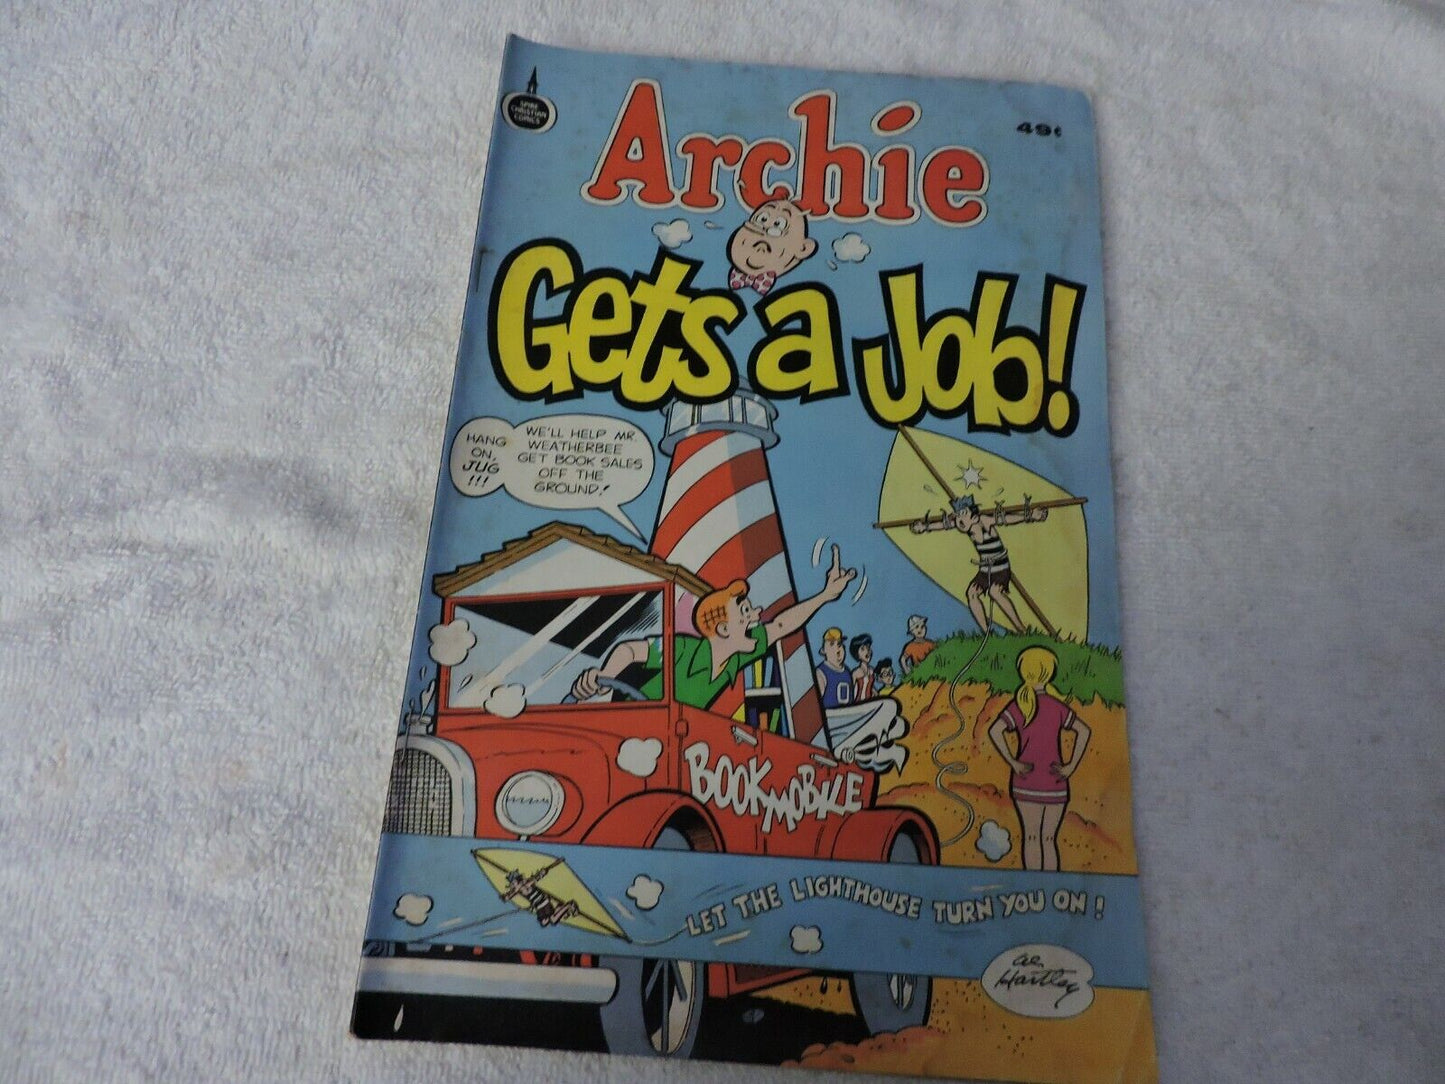 SPIRE
CHRISTIAN
COMICS
Archie
49¢
Gets a Job!
HANG
ON,
JUG
!!!
WE'LL HELP MR.
WEATHERBEE
GET BOOK SALES
OFF THE
GROUND!
O
BOOKMOBILE
LET THE LIGHTHOUSE TURN YOU ON!
Al
Hartley